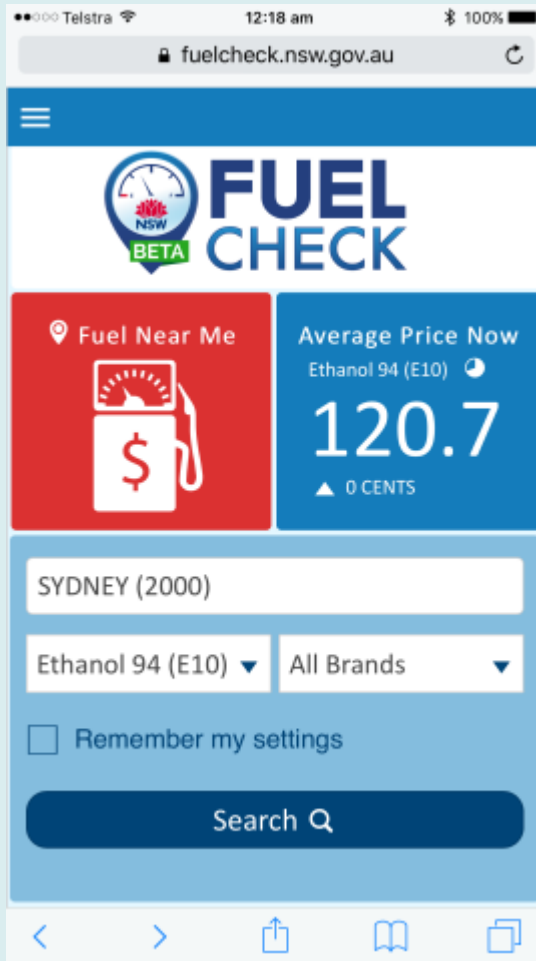 Telstra 12:18 am 100%
fuelcheck.nsw.gov.au
FUEL
NSW
BETA CHECK
Fuel Near Me
$
Average Price Now
Ethanol 94 (E10)
120.7
0 CENTS
SYDNEY (2000)
Ethanol 94 (E10) All Brands
Remember my settings
Search